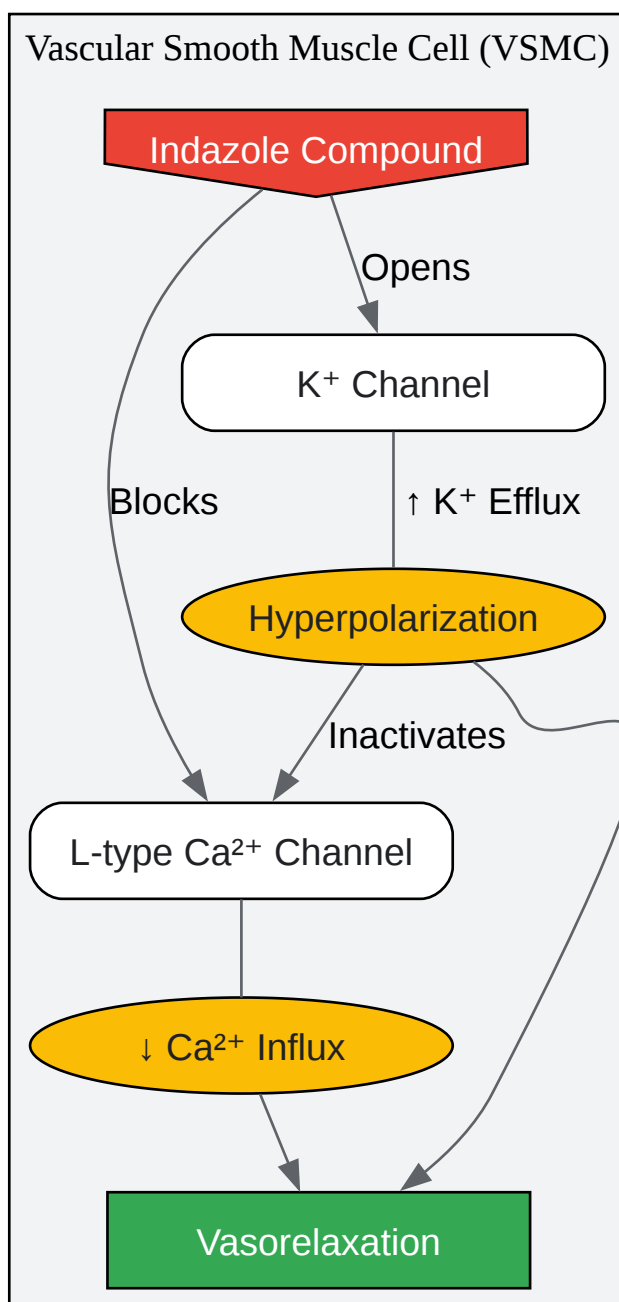 Vascular Smooth Muscle Cell (VSMC)
Indazole Compound
Opens
K⁺ Channel
Blocks
↑ K⁺ Efflux
Hyperpolarization
Inactivates
L-type Ca²⁺ Channel
↓ Ca²⁺ Influx
Vasorelaxation